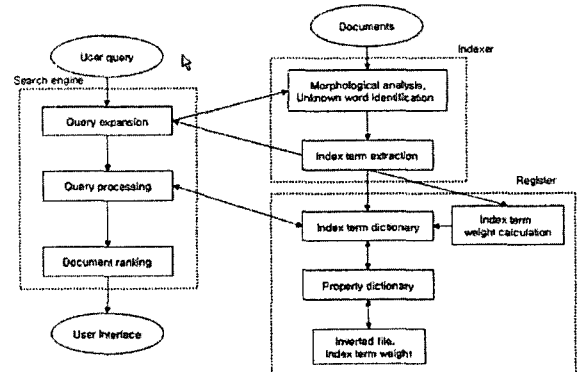 Documents
User query
Indexer
Search engine
Morphological analysis,
Unknown word identification
Query expansion
Index term extraction
Register
Query processing
Index term dictionary
Index term
weight calculation
Document ranking
Property dictionary
User Interface
Inverted file,
Index term weight